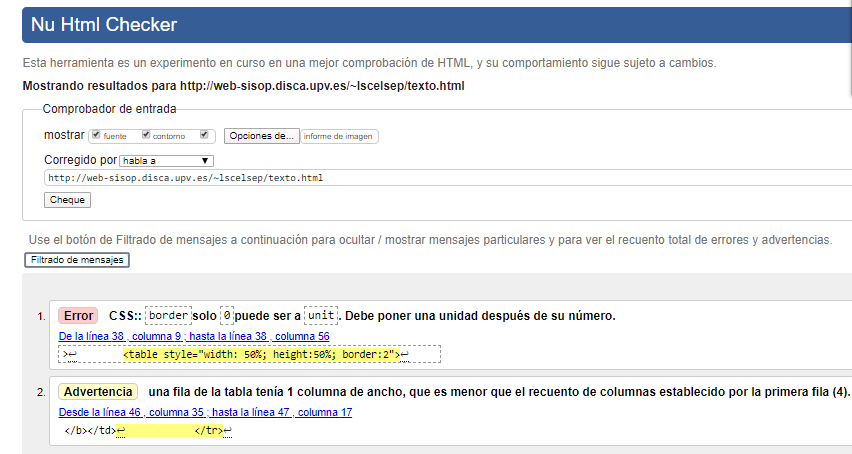 Nu Html Checker
Esta herramienta es un experimento en curso en una mejor comprobación de HTML, y su comportamiento sigue sujeto a cambios.
Mostrando resultados para http://web-sisop.disca.upv.es/~lscelsep/texto.html
Comprobador de entrada
mostrar fuente contorno Opciones de... informe de imagen
Corregido por habla a
http://web-sisop.disca.upv.es/~lscelsep/texto.html
Cheque
Use el botón de Filtrado de mensajes a continuación para ocultar / mostrar mensajes particulares y para ver el recuento total de errores y advertencias.
Filtrado de mensajes
1. Error CSS:: border solo 0 puede ser a unit. Debe poner una unidad después de su número.
De la línea 38 , columna 9 ; hasta la línea 38 , columna 56
>↩ <table style="width: 50%; height:50%; border:2">↩
2. Advertencia una fila de la tabla tenía 1 columna de ancho, que es menor que el recuento de columnas establecido por la primera fila (4).
Desde la línea 46 , columna 35 ; hasta la línea 47 , columna 17
</b></td>↩ </tr>↩